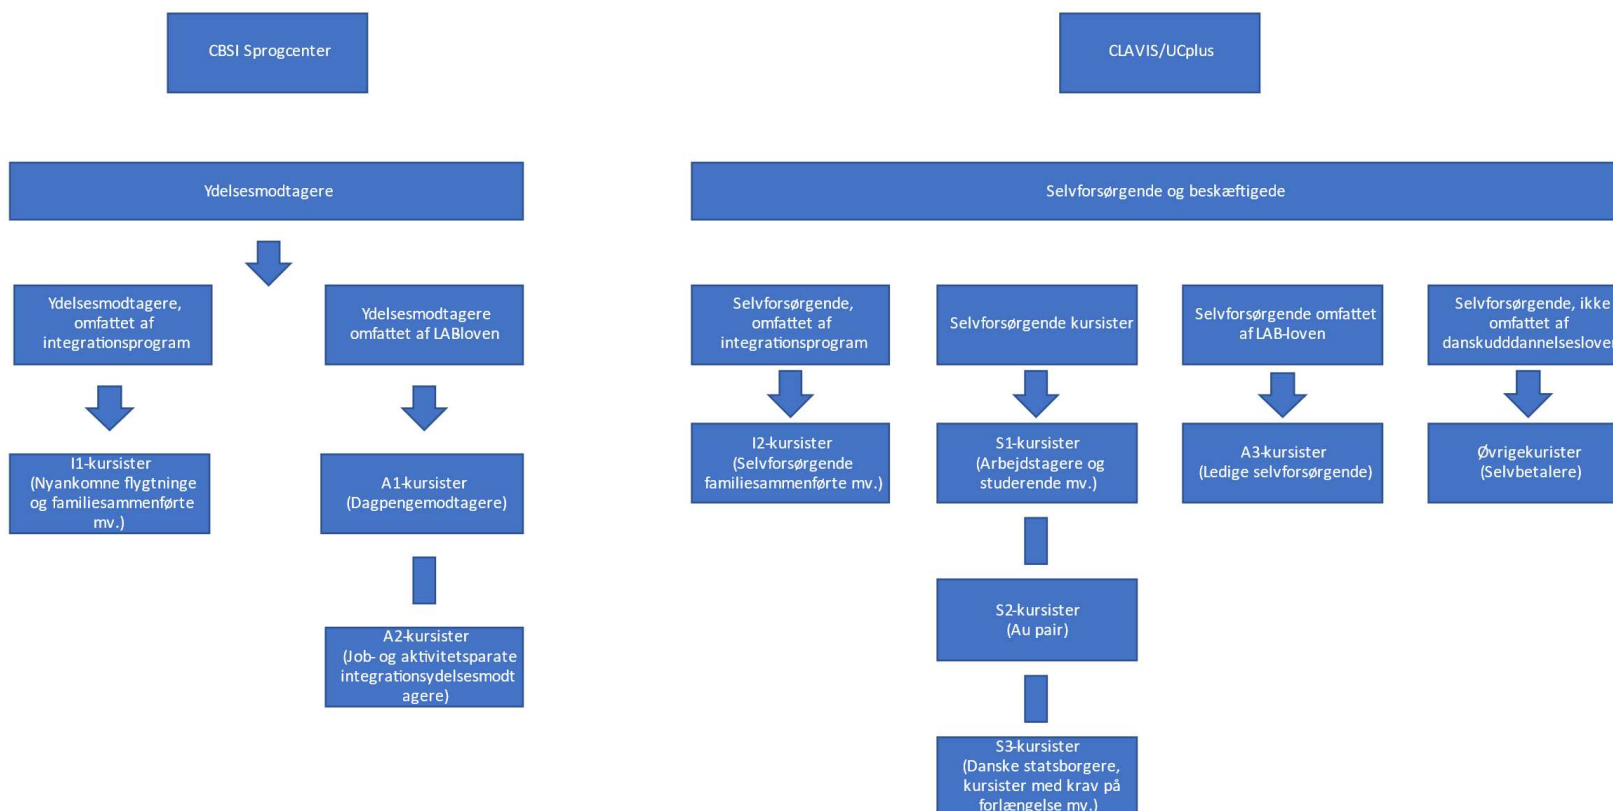 CBSI Sprogcenter
CLAVIS/UCplus
Ydelsesmodtagere
Selvforsørgende og beskæftigede
Ydelsesmodtagere,
omfattet af
integrationsprogram
Ydelsesmodtagere
omfattet af LABloven
Selvforsørgende,
omfattet af
integrationsprogram
Selvforsørgende kursister
Selvforsørgende omfattet
af LAB-loven
Selvforsørgende, ikke
omfattet af
danskudddannelsesloven
I1-kursister
(Nyankomne flygtninge
og familiesammenførte
mv.)
A1-kursister
(Dagpengemodtagere)
A2-kursister
(Job- og aktivitetsparate
integrationsydelsesmodt
agere)
I2-kursister
(Selvforsørgende
familiesammenførte mv.)
S1-kursister
(Arbejdstagere og
studerende mv.)
S2-kursister
(Au pair)
S3-kursister
(Danske statsborgere,
kursister med krav på
forlængelse mv.)
A3-kursister
(Ledige selvforsørgende)
Øvrigekurister
(Selvbetalere)